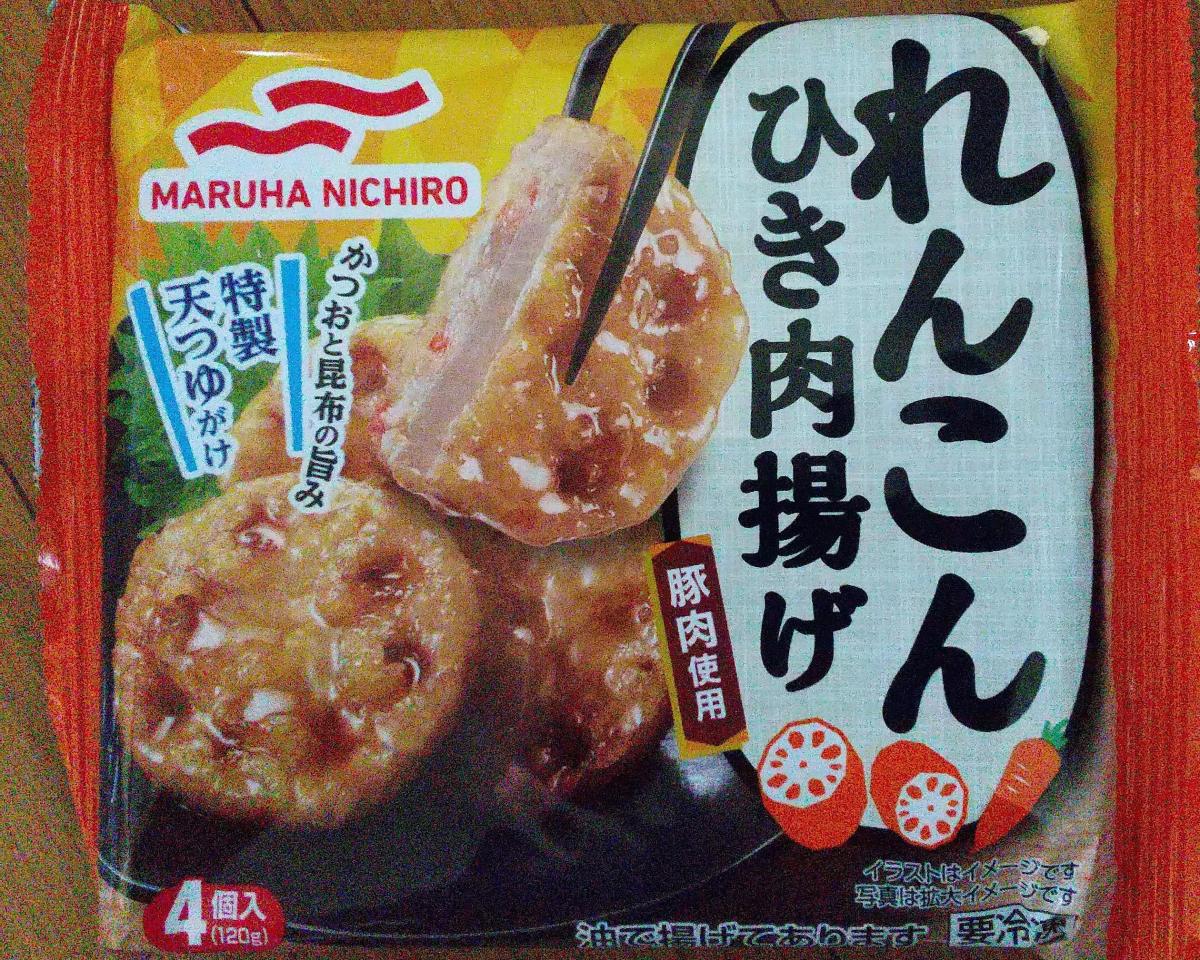 れんこん
ひき肉揚げ
MARUHA NICHIRO
かつおと昆布の旨み
特製
天つゆがけ
豚肉使用
イラストはイメージです
写真は拡大イメージです
4個入
(120g)
油で揚げてあります
要冷凍